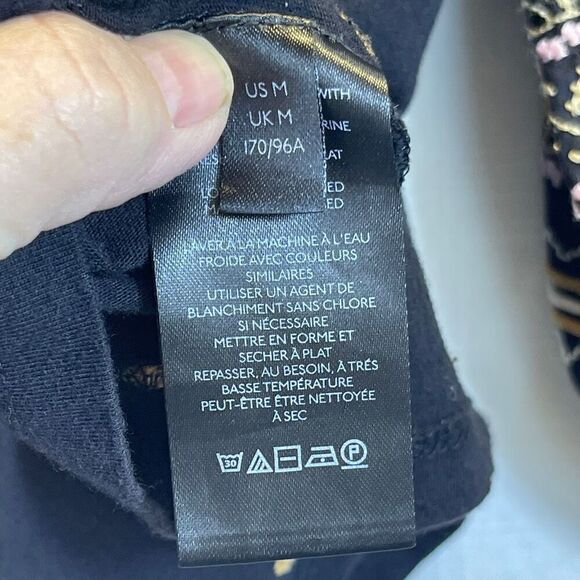 US M
UK M
170/96A
WITH
RINE
RES
LAT
LO
ED
M
ED
LAVER A LA MACHINE À L'EAU
FROIDE AVEC COULEURS
SIMILAIRES
UTILISER UN AGENT DE
BLANCHIMENT SANS CHLORE
SI NÉCESSAIRE
METTRE EN FORME ET
SECHER À PLAT
REPASSER, AU BESOIN, À TRÉS
BASSE TEMPÉRATURE
PEUT-ÊTRE ÊTRE NETTOYÉE
À SEC
30 P